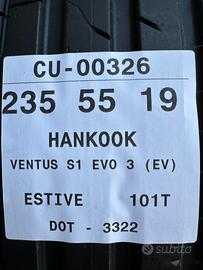 CU-00326
235 55 19
HANKOOK
VENTUS S1 EVO 3 (EV)
ESTIVE 101T
DOT - 3322
subito